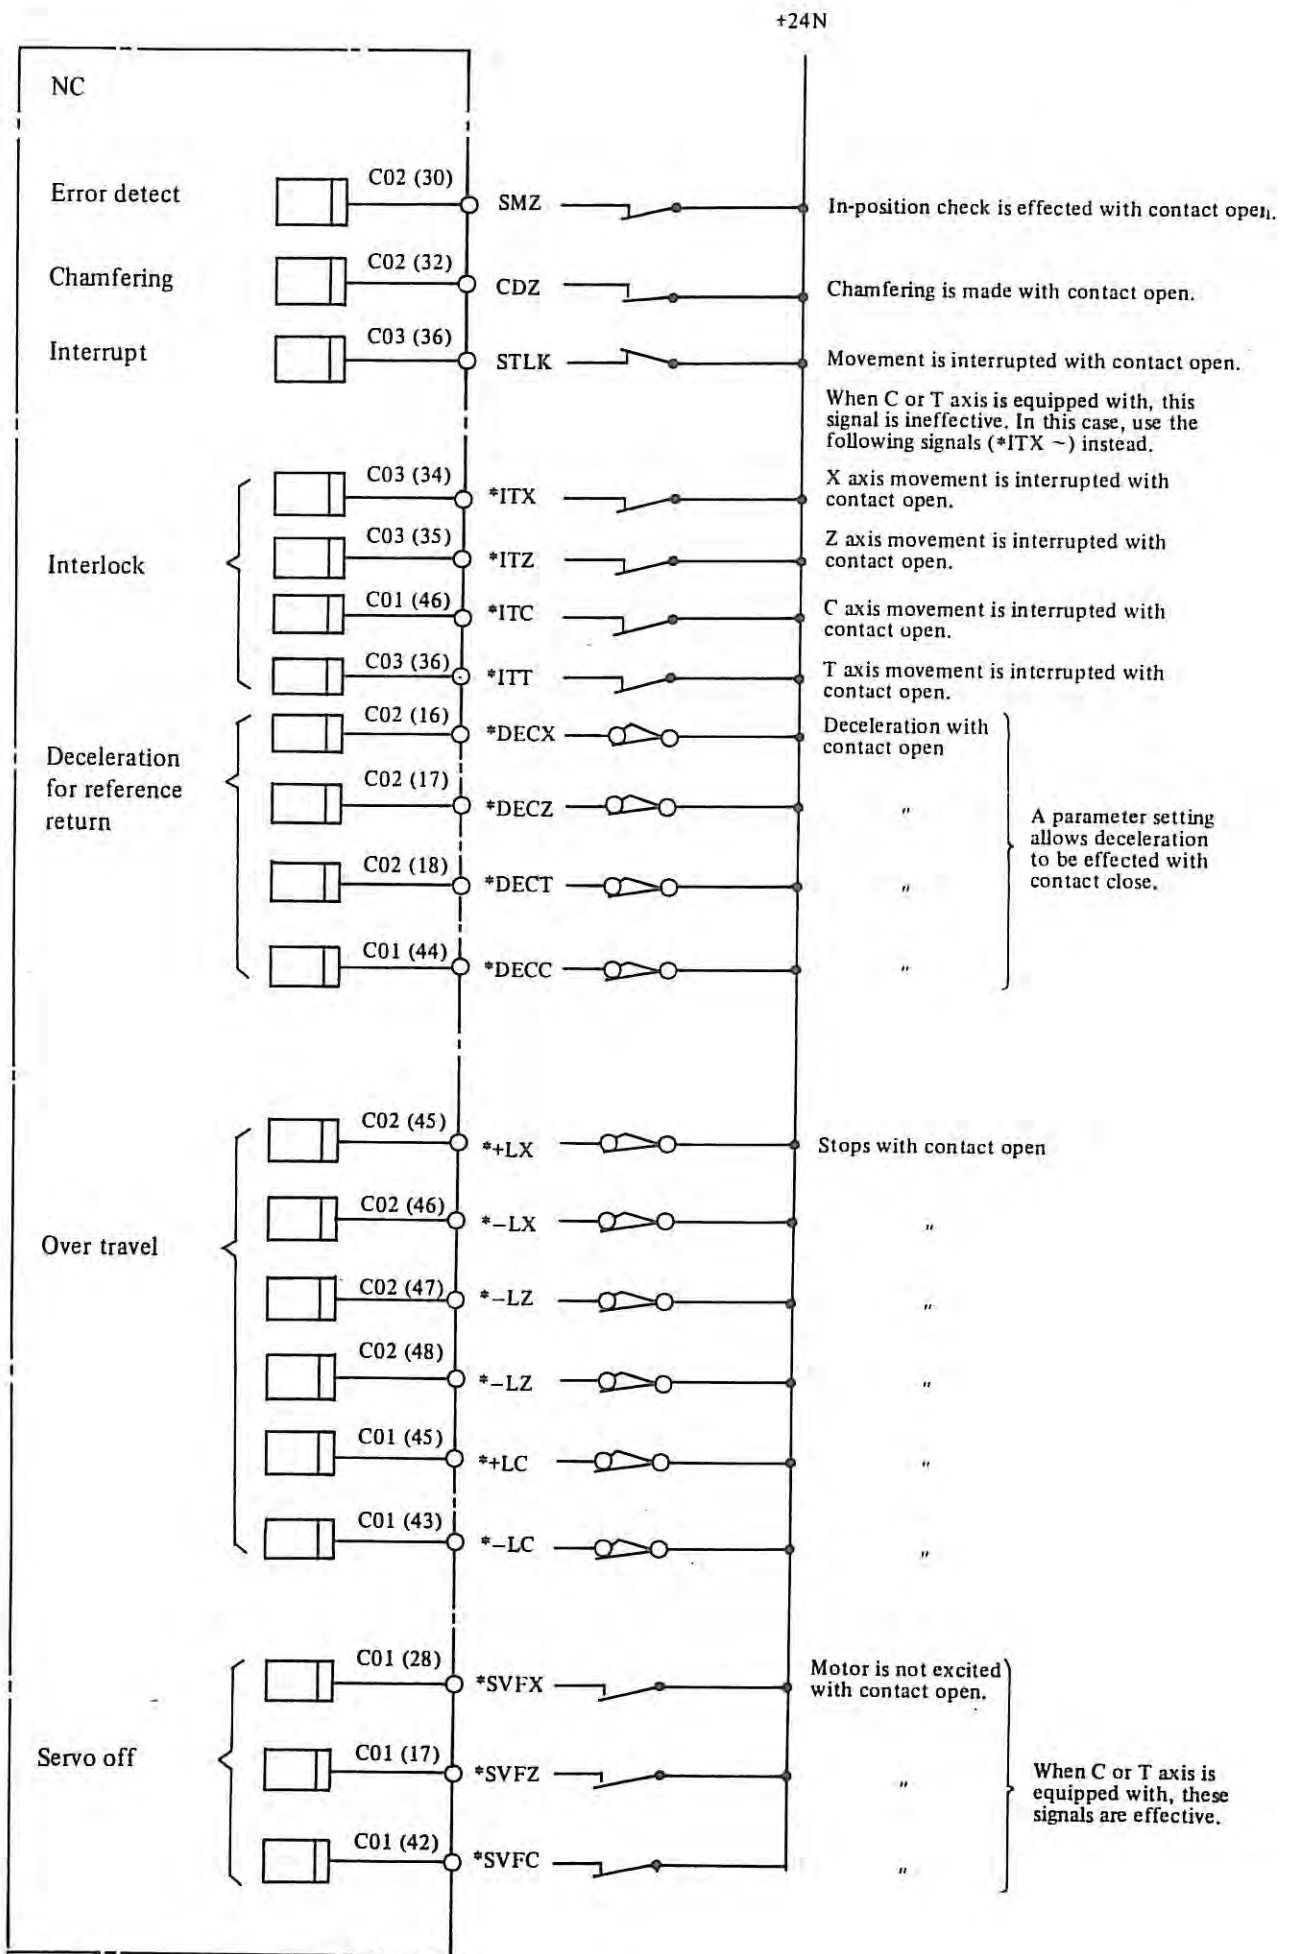 +24N
NC
Error detect
C02 (30)
SMZ
In-position check is effected with contact open.
Chamfering
C02 (32)
CDZ
Chamfering is made with contact open.
Interrupt
C03 (36)
STLK
Movement is interrupted with contact open.
When C or T axis is equipped with, this
signal is ineffective. In this case, use the
following signals (*ITX ~) instead.
Interlock
C03 (34)
*ITX
X axis movement is interrupted with
contact open.
C03 (35)
*ITZ
Z axis movement is interrupted with
contact open.
C01 (46)
*ITC
C axis movement is interrupted with
contact open.
C03 (36)
*ITT
T axis movement is interrupted with
contact open.
Deceleration
for reference
return
C02 (16)
*DECX
Deceleration with
contact open
C02 (17)
*DECZ
"
C02 (18)
*DECT
"
C01 (44)
*DECC
"
A parameter setting
allows deceleration
to be effected with
contact close.
Over travel
C02 (45)
*+LX
Stops with contact open
C02 (46)
*−LX
"
C02 (47)
*−LZ
"
C02 (48)
*−LZ
"
C01 (45)
*+LC
"
C01 (43)
*−LC
"
Servo off
C01 (28)
*SVFX
Motor is not excited
with contact open.
C01 (17)
*SVFZ
"
C01 (42)
*SVFC
"
When C or T axis is
equipped with, these
signals are effective.